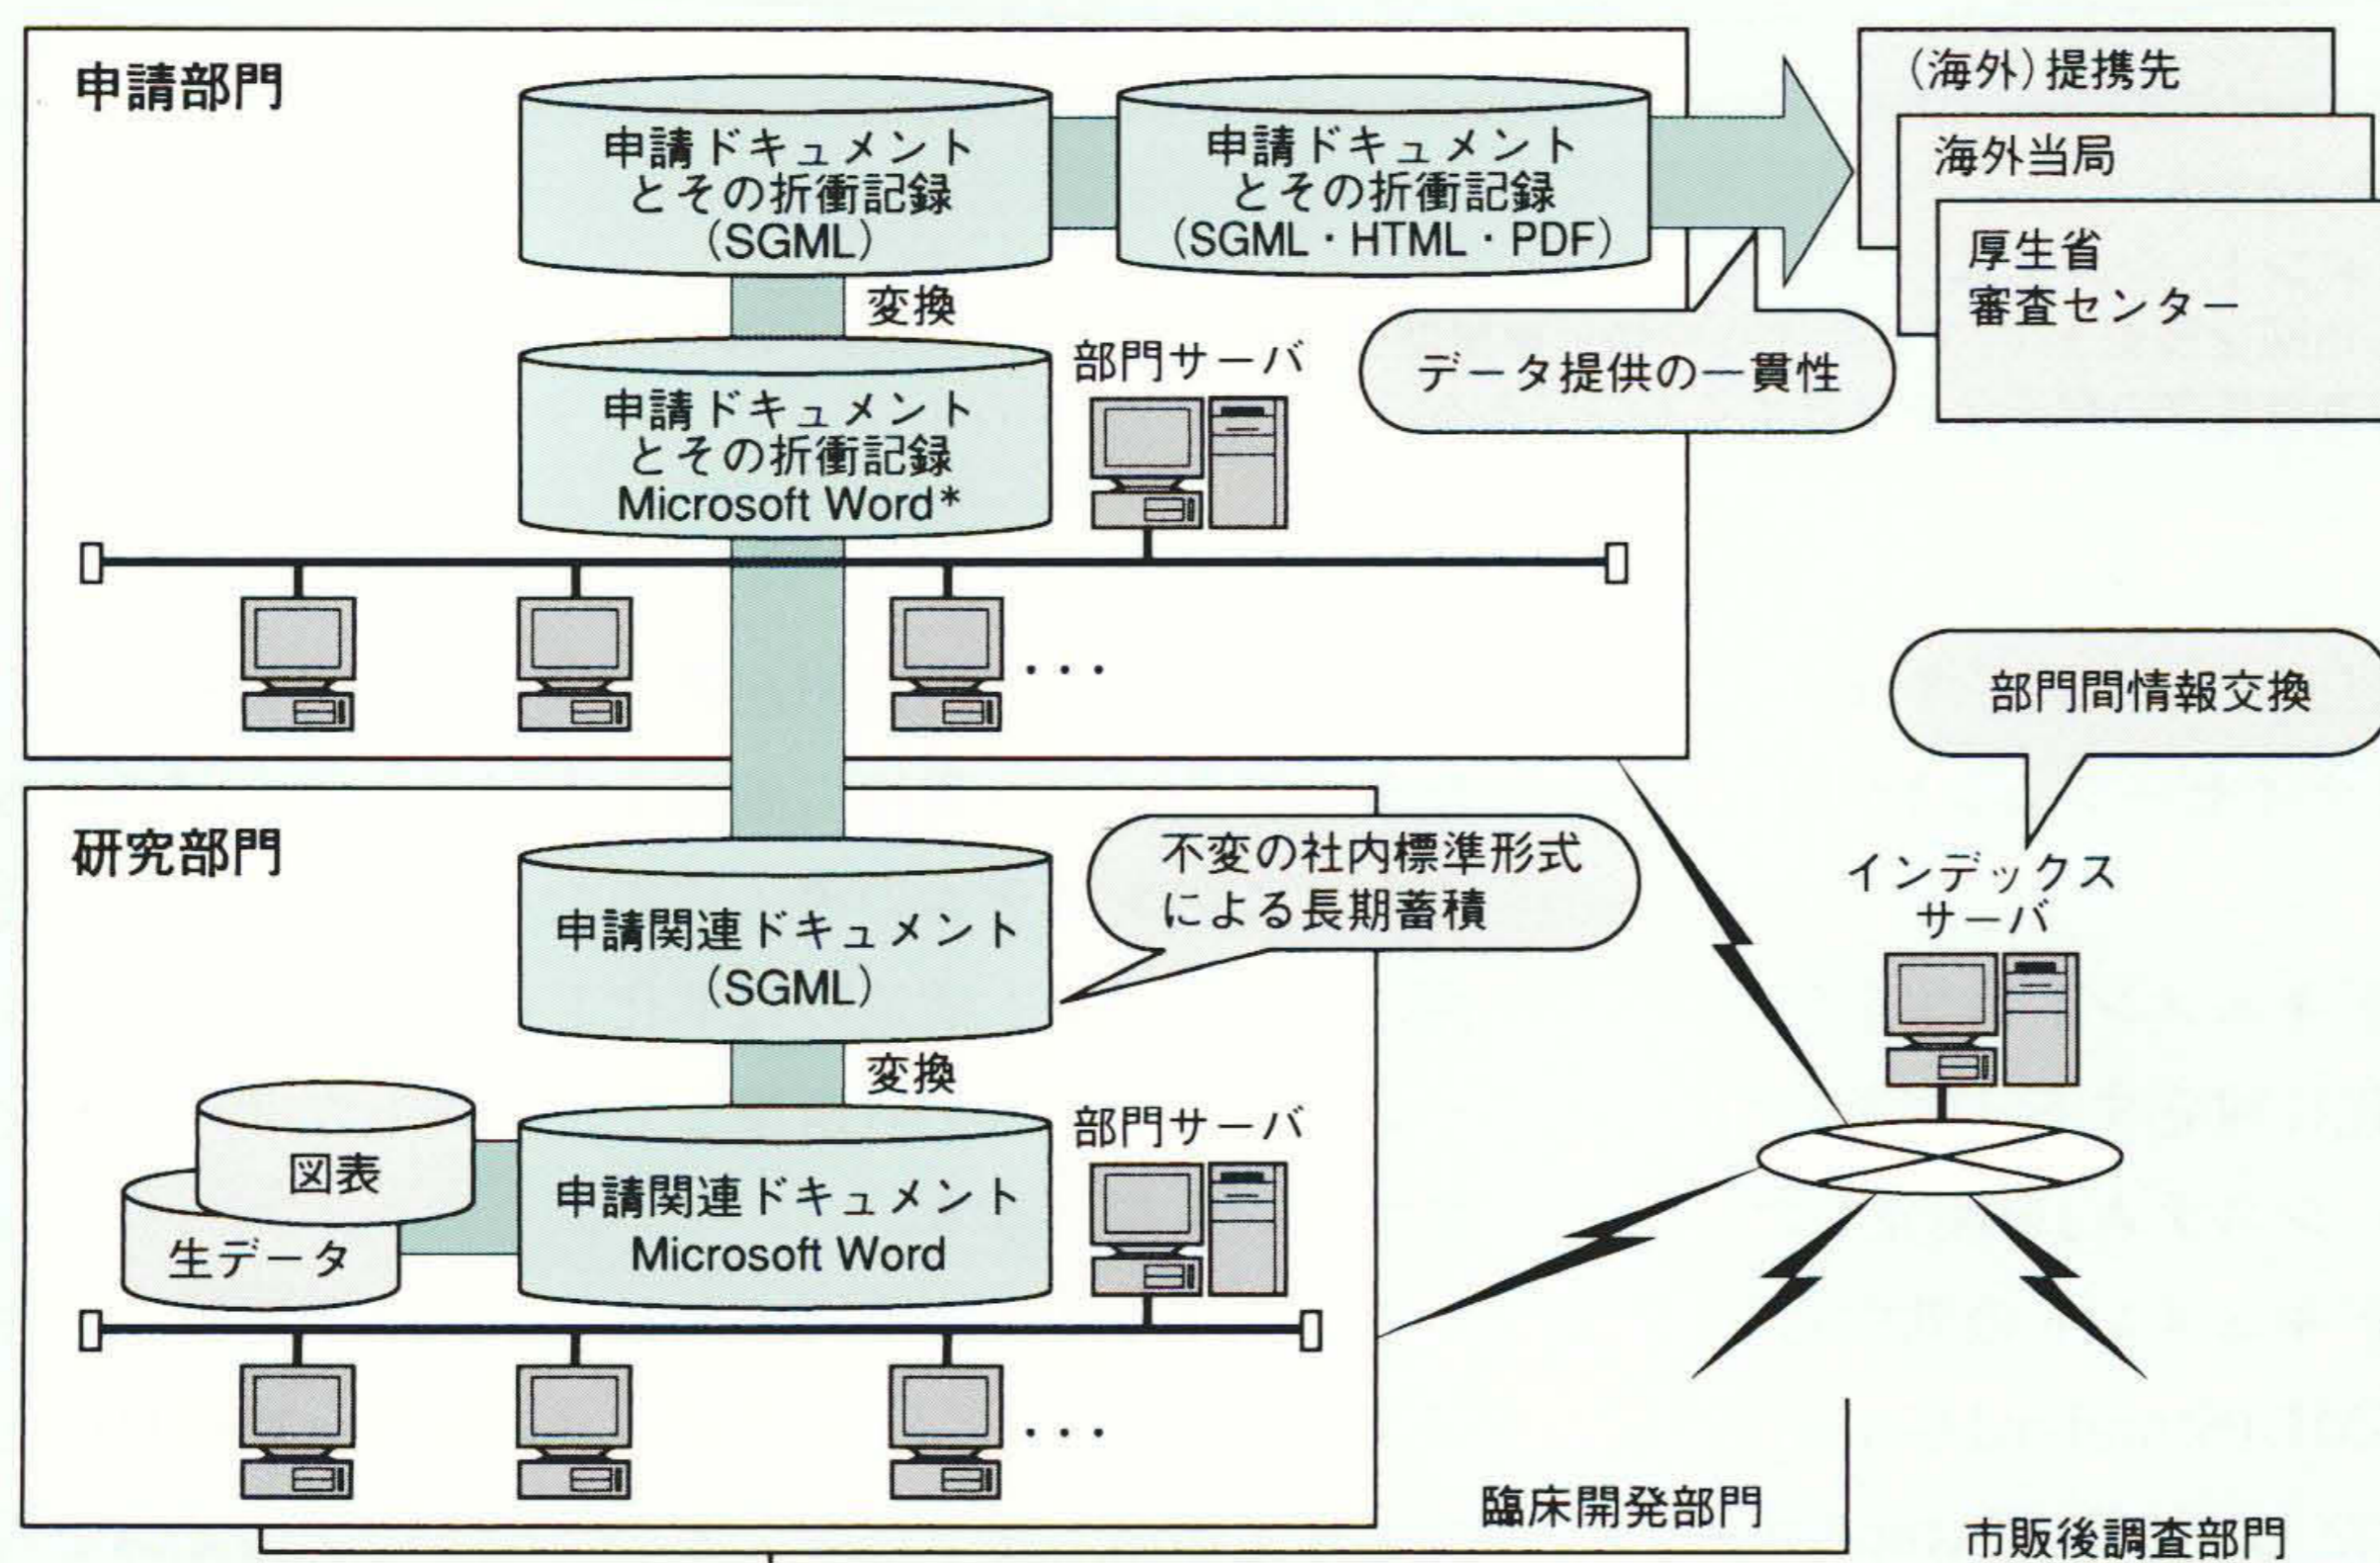 申請部門
申請ドキュメント
とその折衝記録
(SGML)
申請ドキュメント
とその折衝記録
(SGML・HTML・PDF)
(海外)提携先
海外当局
厚生省
審査センター
変換
データ提供の一貫性
申請ドキュメント
とその折衝記録
Microsoft Word*
部門サーバ
...
部門間情報交換
研究部門
申請関連ドキュメント
(SGML)
不変の社内標準形式
による長期蓄積
インデックス
サーバ
変換
図表
生データ
申請関連ドキュメント
Microsoft Word
部門サーバ
...
臨床開発部門
市販後調査部門